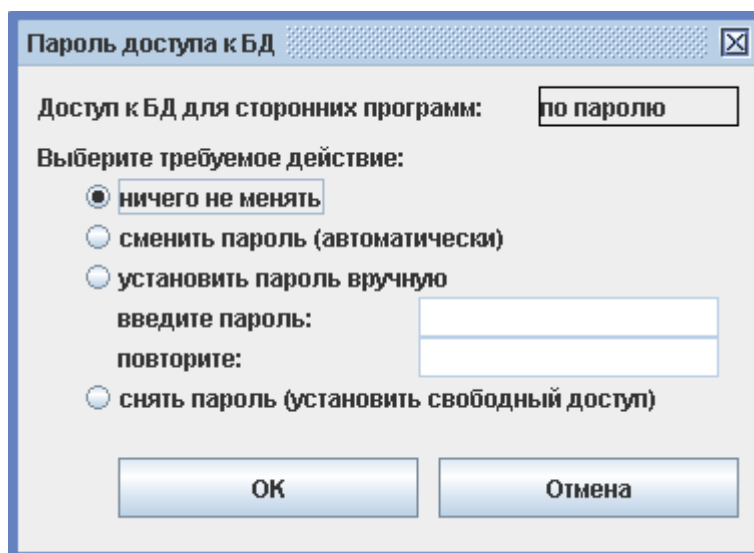 Пароль доступа к БД
Доступ к БД для сторонних программ: по паролю
Выберите требуемое действие:
ничего не менять
сменить пароль (автоматически)
установить пароль вручную
введите пароль:
повторите:
снять пароль (установить свободный доступ)
ОК Отмена